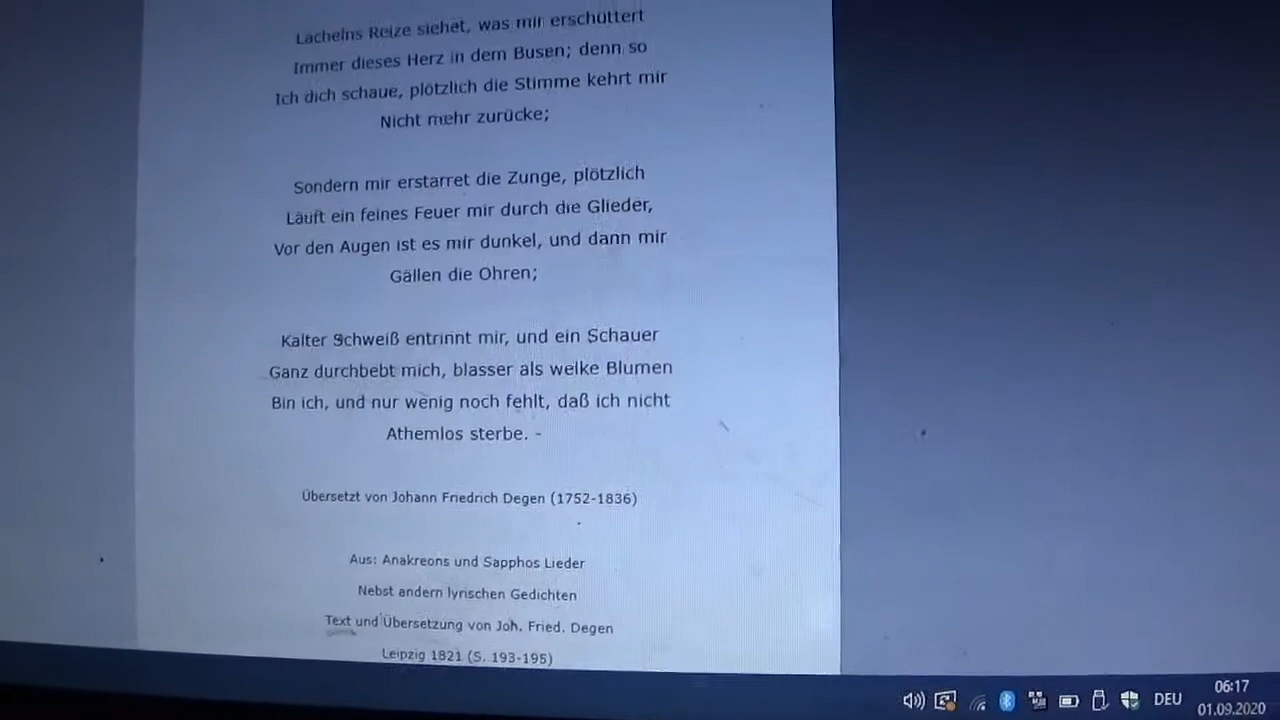 Lächelns Reize siehet, was mir erschüttert
Immer dieses Herz in dem Busen; denn so
Ich dich schaue, plötzlich die Stimme kehrt mir
Nicht mehr zurücke;
Sondern mir erstarret die Zunge, plötzlich
Läuft ein feines Feuer mir durch die Glieder,
Vor den Augen ist es mir dunkel, und dann mir
Gällen die Ohren;
Kalter Schweiß entrinnt mir, und ein Schauer
Ganz durchbebt mich, blasser als welke Blumen
Bin ich, und nur wenig noch fehlt, daß ich nicht
Athemlos sterbe. -
Übersetzt von Johann Friedrich Degen (1752-1836)
Aus: Anakreons und Sapphos Lieder
Nebst andern lyrischen Gedichten
Text und Übersetzung von Joh. Fried. Degen
Leipzig 1821 (S. 193-195)
DEU
06:17
01.09.2020